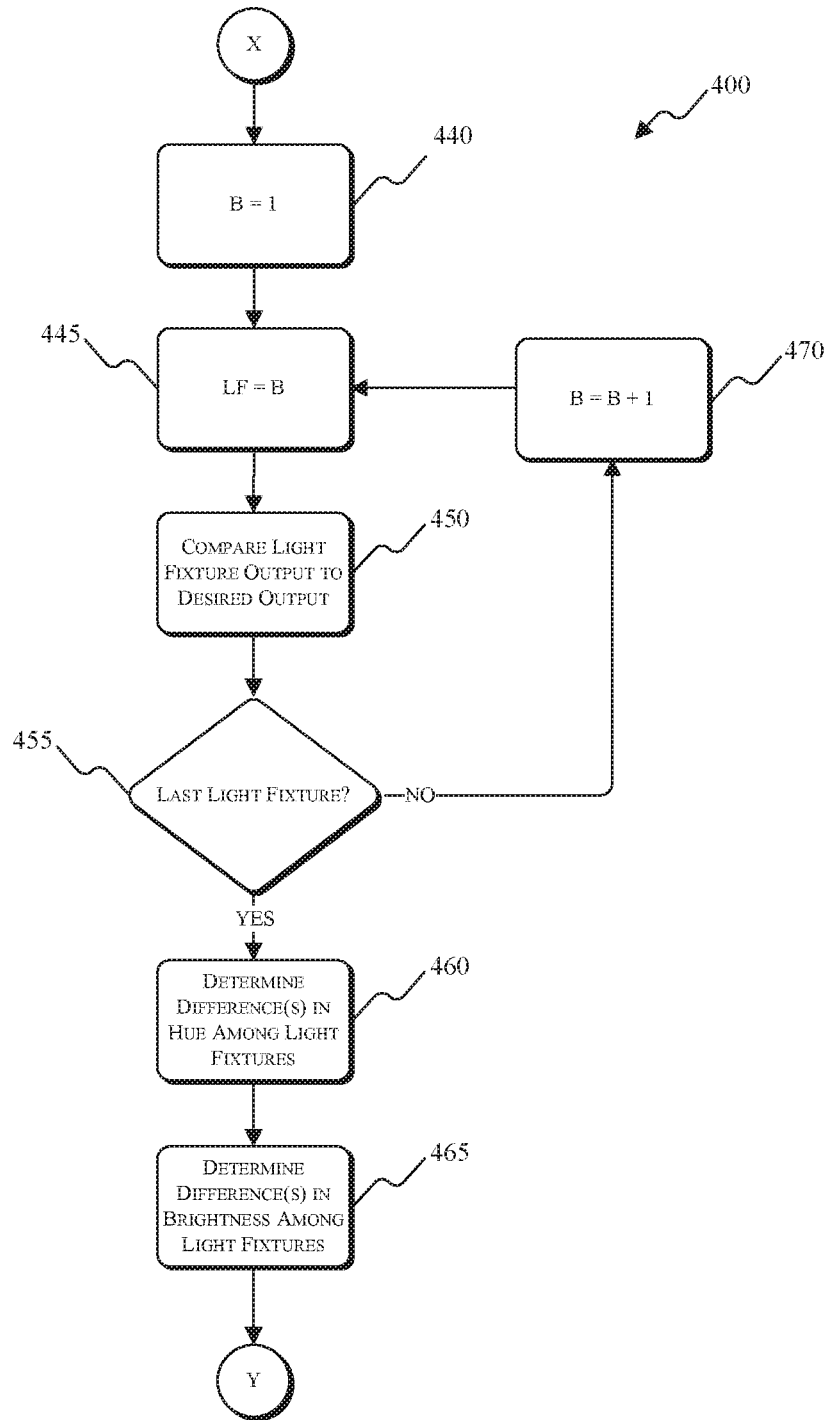 X
400
440
B = 1
445
LF = B
470
B = B + 1
450
COMPARE LIGHT
FIXTURE OUTPUT TO
DESIRED OUTPUT
455
LAST LIGHT FIXTURE?
NO
YES
460
DETERMINE
DIFFERENCE(S) IN
HUE AMONG LIGHT
FIXTURES
465
DETERMINE
DIFFERENCE(S) IN
BRIGHTNESS AMONG
LIGHT FIXTURES
Y